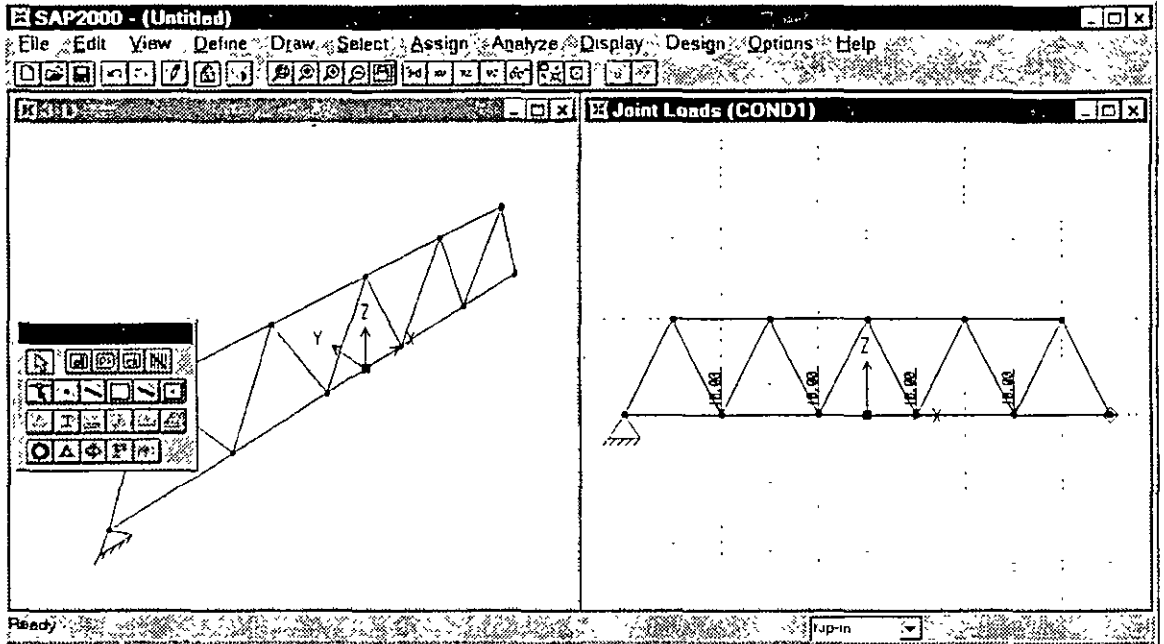 SAP2000 - (Untitled)
File Edit View Define Draw Select Assign Analyze Display Design Options Help
3-D
Joint Loads (COND1)
Z
Y
X
Z
X
Ready
Kip-in